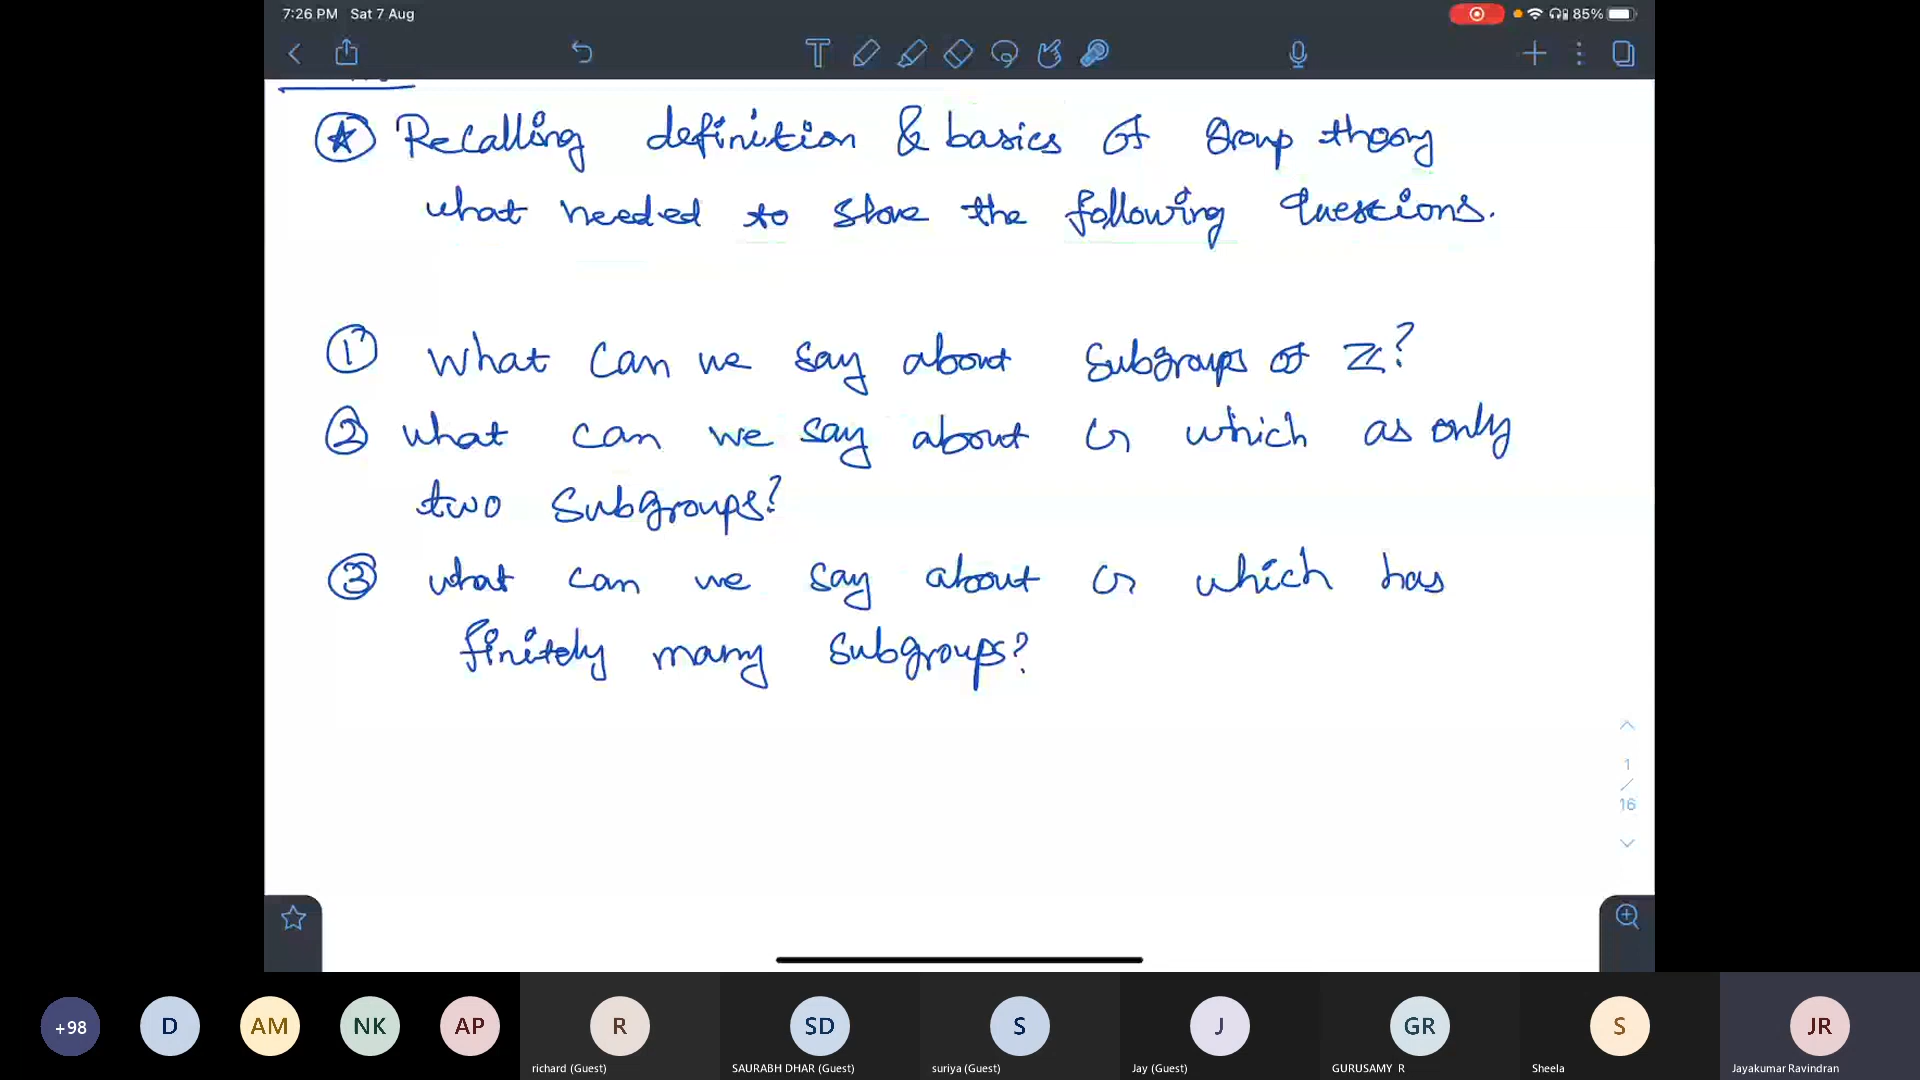 7:26 PM Sat 7 Aug
85%
Recalling definition & basics of Group theory
what needed to slove the following Questions.
① What can we say about Subgroups of ℤ?
② what can we say about G which as only
two Subgroups?
③ what can we say about G which has
finitely many Subgroups?
1
/
16
+98 D AM NK AP R SD S J GR S JR
richard (Guest) SAURABH DHAR (Guest) suriya (Guest) Jay (Guest) GURUSAMY R Sheela Jayakumar Ravindran